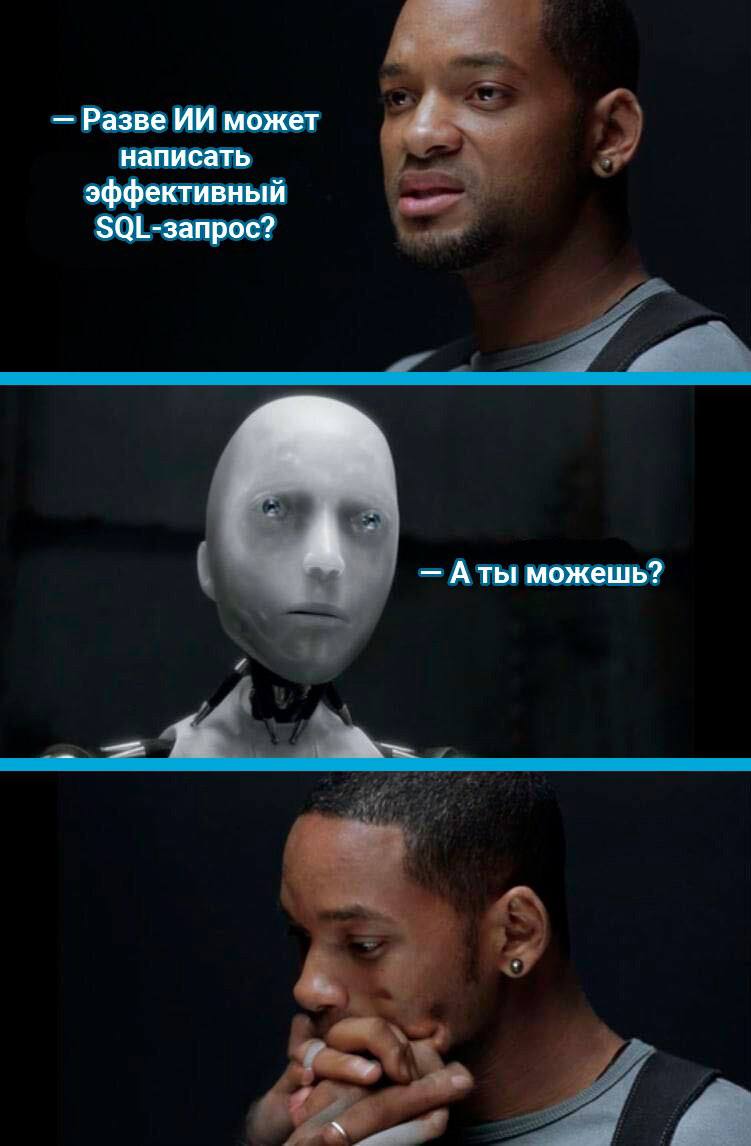 — Разве ИИ может
написать
эффективный
SQL-запрос?
— А ты можешь?